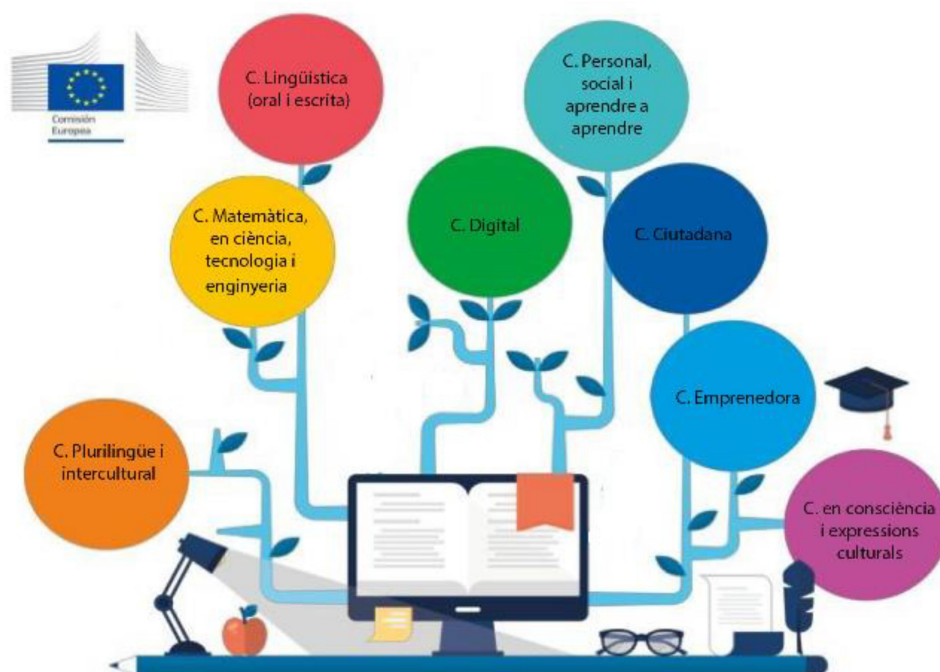 Comisión
Europea
C. Lingüística
(oral i escrita)
C. Personal,
social i
aprendre a
aprendre
C. Matemàtica,
en ciència,
tecnologia i
enginyeria
C. Digital
C. Ciutadana
C. Emprenedora
C. Plurilingüe i
intercultural
C. en consciència
i expressions
culturals